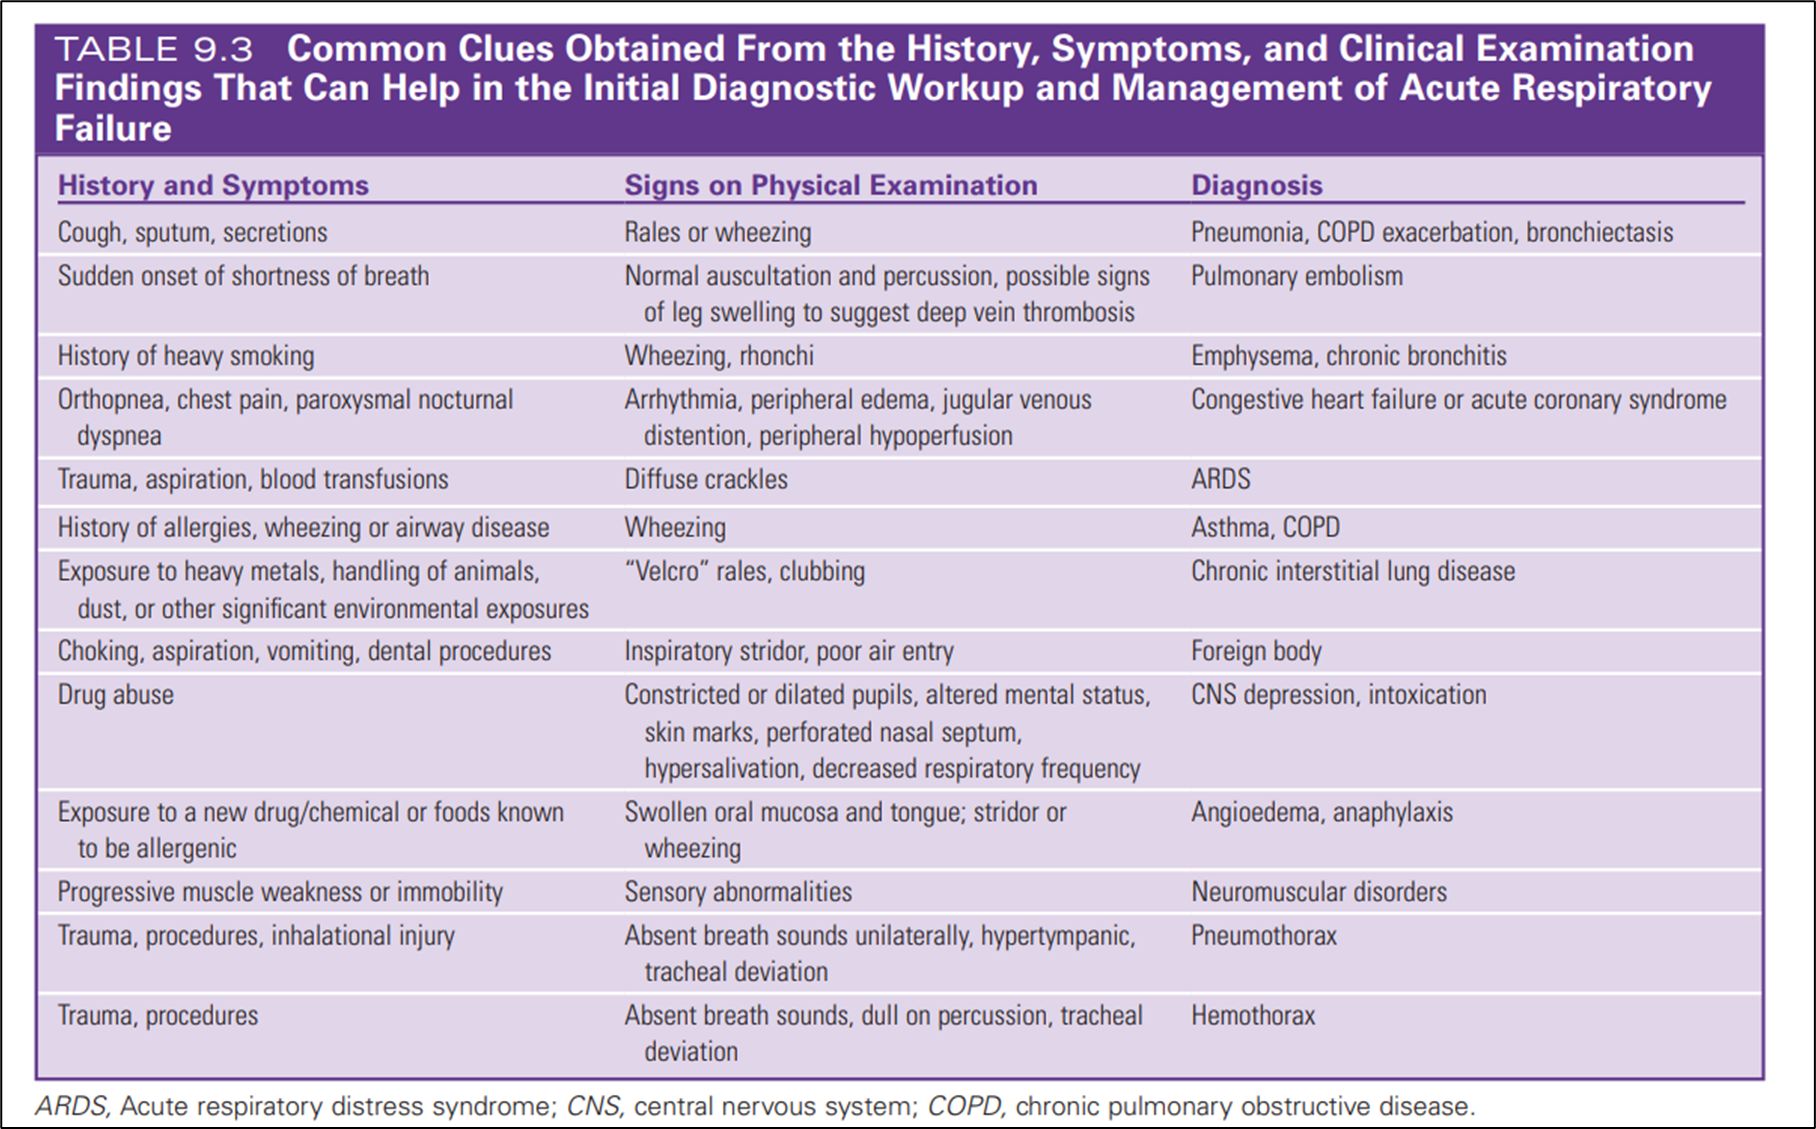 TABLE 9.3 Common Clues Obtained From the History, Symptoms, and Clinical Examination
Findings That Can Help in the Initial Diagnostic Workup and Management of Acute Respiratory
Failure
History and Symptoms Signs on Physical Examination Diagnosis
Cough, sputum, secretions Rales or wheezing Pneumonia, COPD exacerbation, bronchiectasis
Sudden onset of shortness of breath Normal auscultation and percussion, possible signs Pulmonary embolism
of leg swelling to suggest deep vein thrombosis
History of heavy smoking Wheezing, rhonchi Emphysema, chronic bronchitis
Orthopnea, chest pain, paroxysmal nocturnal Arrhythmia, peripheral edema, jugular venous Congestive heart failure or acute coronary syndrome
dyspnea distention, peripheral hypoperfusion
Trauma, aspiration, blood transfusions Diffuse crackles ARDS
History of allergies, wheezing or airway disease Wheezing Asthma, COPD
Exposure to heavy metals, handling of animals, “Velcro” rales, clubbing Chronic interstitial lung disease
dust, or other significant environmental exposures
Choking, aspiration, vomiting, dental procedures Inspiratory stridor, poor air entry Foreign body
Drug abuse Constricted or dilated pupils, altered mental status, CNS depression, intoxication
skin marks, perforated nasal septum,
hypersalivation, decreased respiratory frequency
Exposure to a new drug/chemical or foods known Swollen oral mucosa and tongue; stridor or Angioedema, anaphylaxis
to be allergenic wheezing
Progressive muscle weakness or immobility Sensory abnormalities Neuromuscular disorders
Trauma, procedures, inhalational injury Absent breath sounds unilaterally, hypertympanic, Pneumothorax
tracheal deviation
Trauma, procedures Absent breath sounds, dull on percussion, tracheal Hemothorax
deviation
ARDS, Acute respiratory distress syndrome; CNS, central nervous system; COPD, chronic pulmonary obstructive disease.